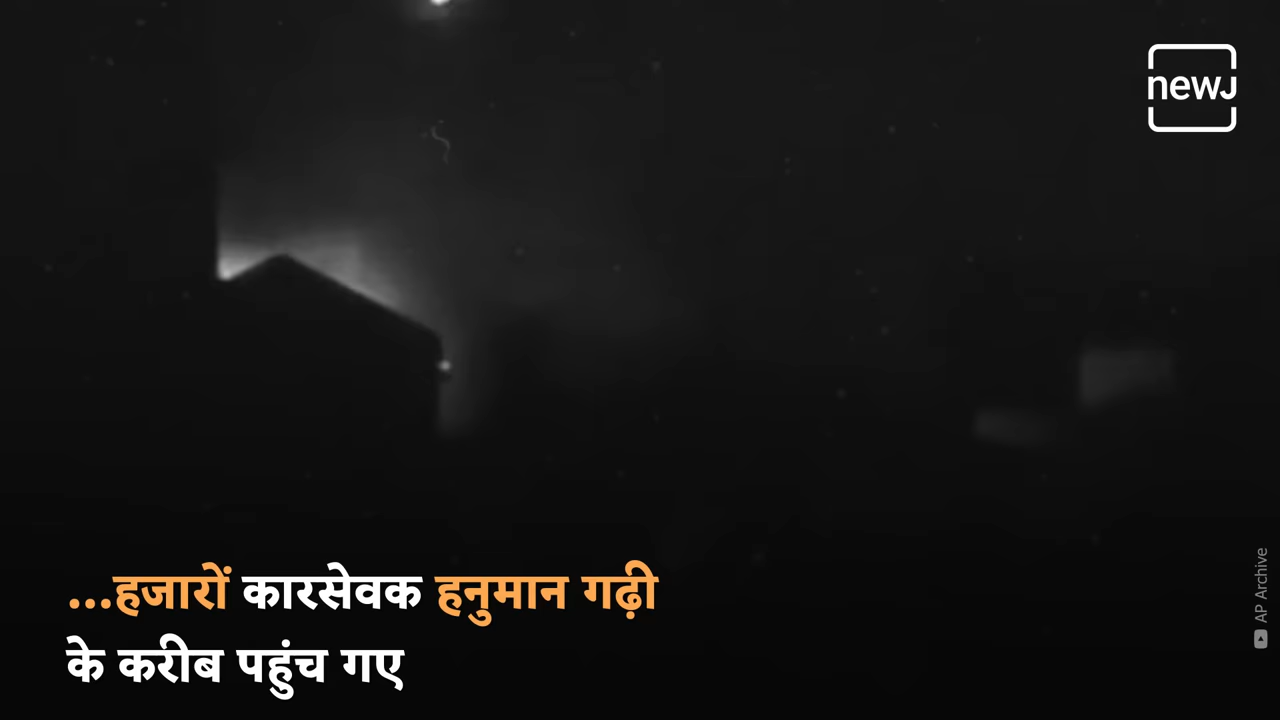 newJ
...हजारों कारसेवक हनुमान गढ़ी
के करीब पहुंच गए
AP Archive